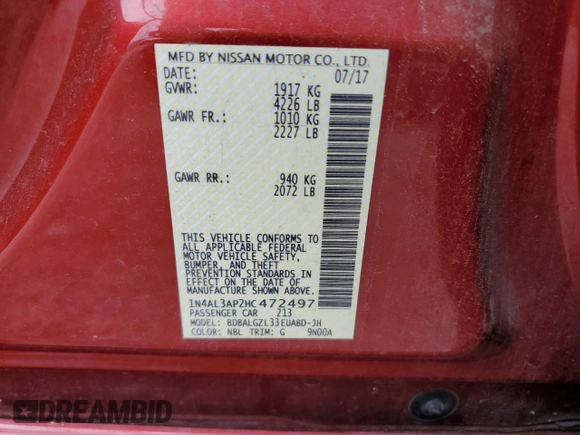 MFD BY NISSAN MOTOR CO., LTD.
DATE: 07/17
GVWR: 1917 KG
4226 LB
GAWR FR.: 1010 KG
2227 LB
GAWR RR.: 940 KG
2072 LB
THIS VEHICLE CONFORMS TO
ALL APPLICABLE FEDERAL
MOTOR VEHICLE SAFETY,
BUMPER, AND THEFT
PREVENTION STANDARDS IN
EFFECT ON THE DATE OF
MANUFACTURE SHOWN ABOVE.
1N4AL3AP2HC472497
PASSENGER CAR 213
MODEL: BDBALGZL33EUABD-JH
COLOR: NBL TRIM: G 9N00A
DREAMBID